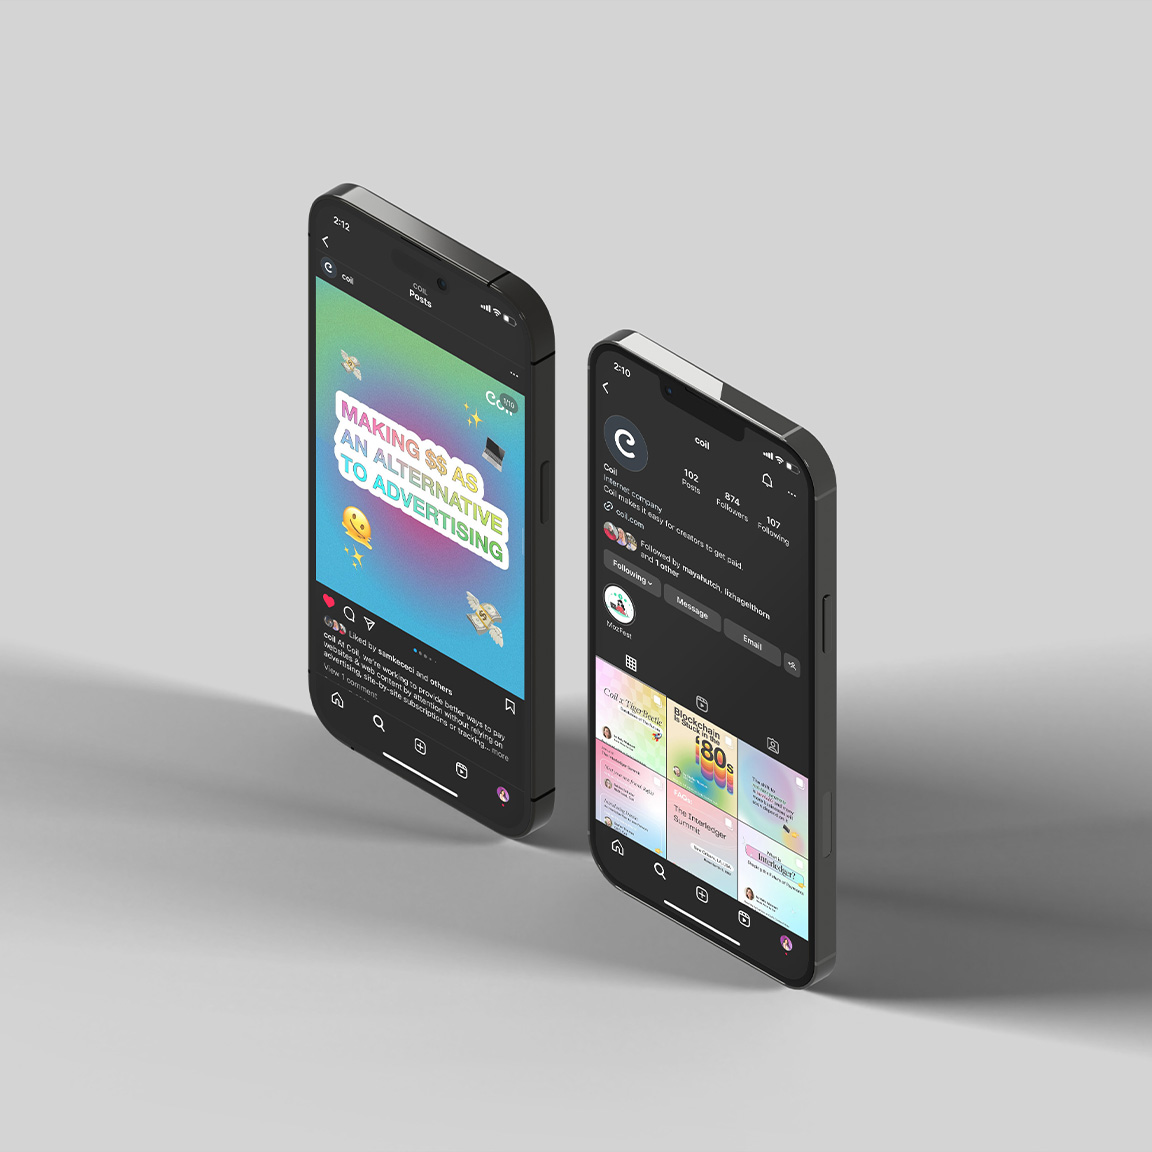 2:12
COIL
Posts
coil
1/10
MAKING $$ AS
AN ALTERNATIVE
TO ADVERTISING
Liked by samkececi and others
coil At Coil, we're working to provide better ways to pay
websites & web content by attention without relying on
advertising, site-by-site subscriptions or tracking... more
View 1 comment
2:10
coil
102
Posts
874
Followers
107
Following
Coil
Internet company
Coil makes it easy for creators to get paid.
coil.com
Followed by mayahutch, lizhagelthorn
and 1 other
Following
Message
Email
MozFest
Coil x TigerBeetle
Blockchain
is Stuck in the
'80s
FAQs:
The Interledger
Summit
What is
Interledger?